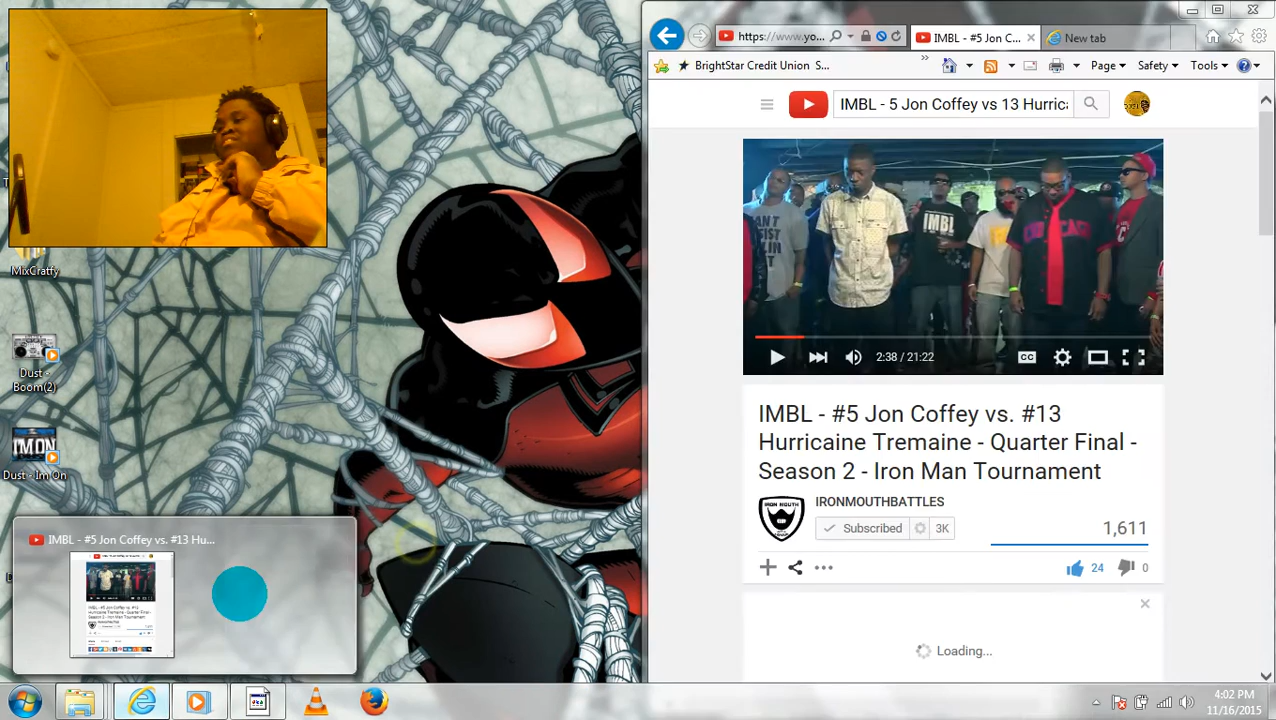 https://www.yo...
IMBL - #5 Jon C...
New tab
BrightStar Credit Union S...
Page
Safety
Tools
IMBL - 5 Jon Coffey vs 13 Hurric
IMBL
2:38 / 21:22
CC
IMBL - #5 Jon Coffey vs. #13
Hurricaine Tremaine - Quarter Final -
Season 2 - Iron Man Tournament
IRONMOUTHBATTLES
Subscribed
3K
1,611
24
0
Loading...
MixCraftу
Dust -
Boom(2)
I'M ON
Dust - Im On
IMBL - #5 Jon Coffey vs. #13 Hu...
4:02 PM
11/16/2015